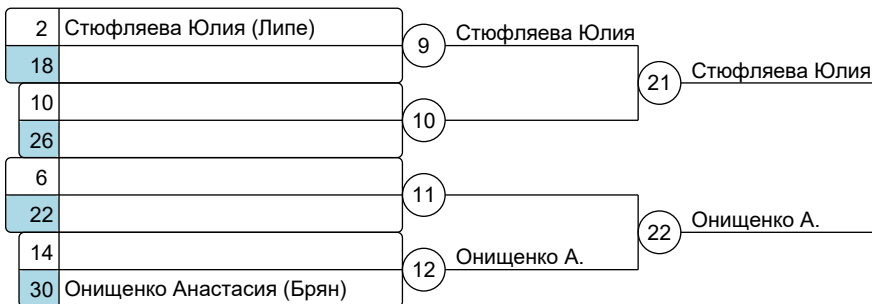 2 Стюфляева Юлия (Липе)
9 Стюфляева Юлия
18
21 Стюфляева Юлия
10
10
26
6
11
22
22 Онищенко А.
14
12 Онищенко А.
30 Онищенко Анастасия (Брян)